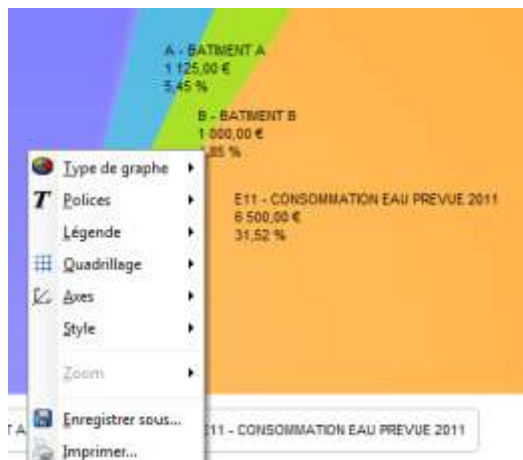 A - BATIMENT A
1 125,00 €
5,45 %
B - BATIMENT B
1 000,00 €
,85 %
E11 - CONSOMMATION EAU PREVUE 2011
6 500,00 €
31,52 %
Type de graphe
Polices
Légende
Quadrillage
Axes
Style
Zoom
Enregistrer sous...
Imprimer...
T A
E11 - CONSOMMATION EAU PREVUE 2011